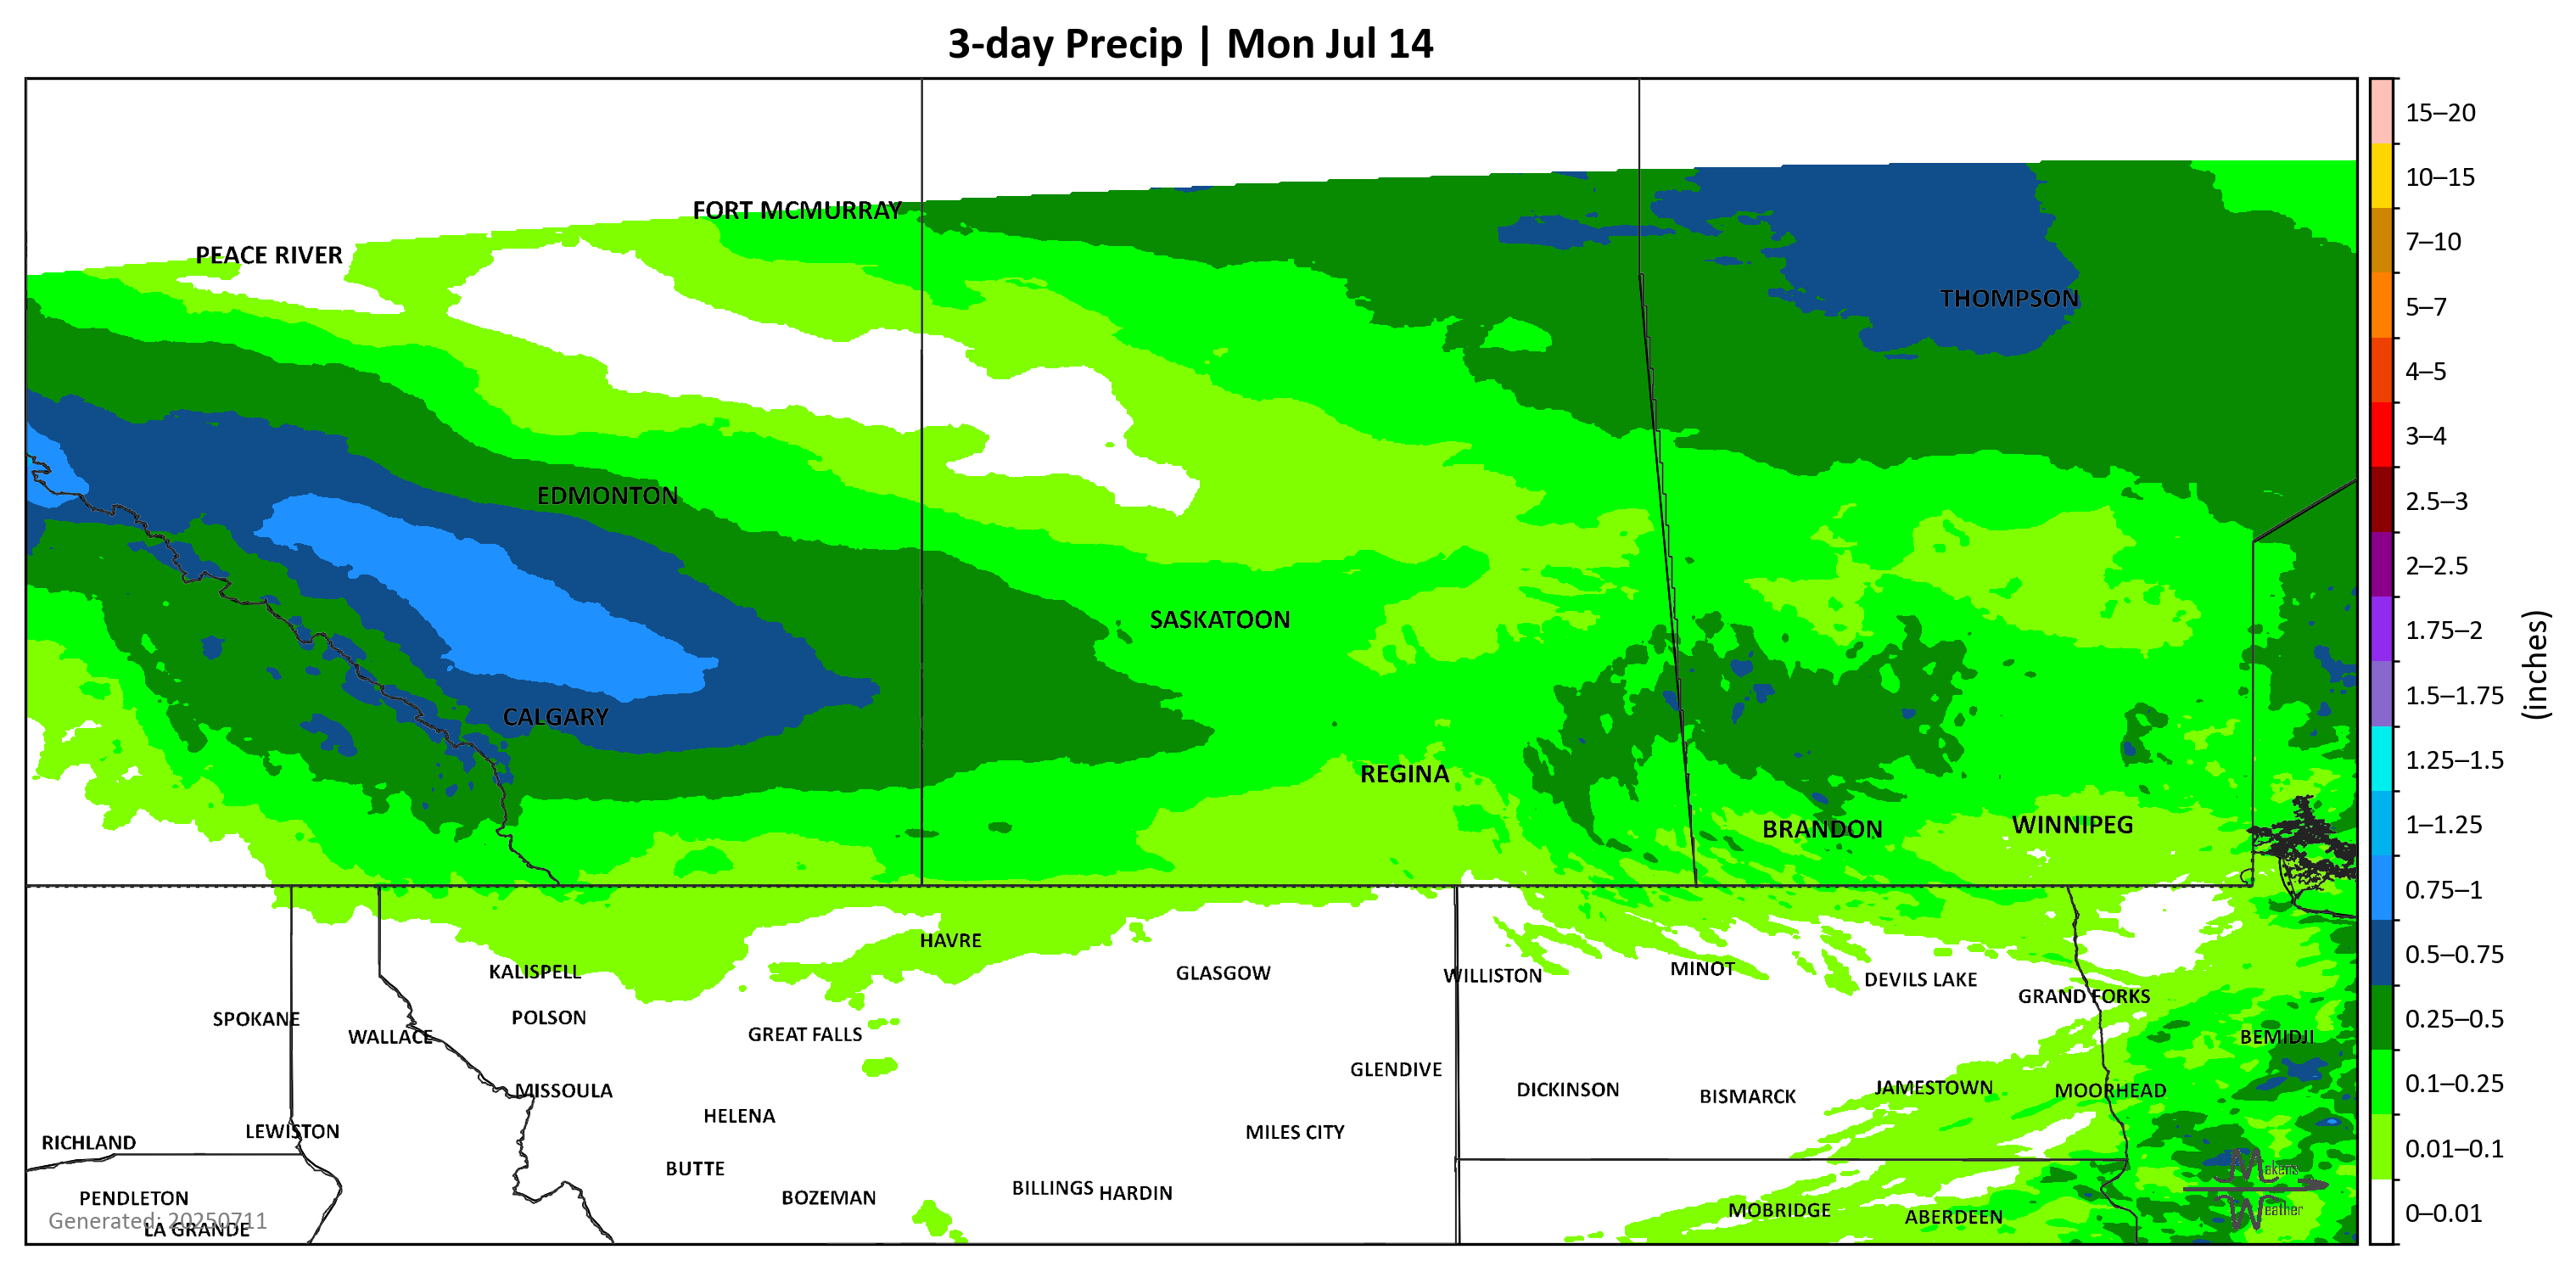 3-day Precip | Mon Jul 14
FORT MCMURRAY
PEACE RIVER
THOMPSON
EDMONTON
SASKATOON
CALGARY
REGINA
BRANDON
WINNIPEG
HAVRE
KALISPELL
GLASGOW
WILLISTON
MINOT
DEVILS LAKE
GRAND FORKS
SPOKANE
WALLACE
POLSON
GREAT FALLS
BEMIDJI
GLENDIVE
MISSOULA
DICKINSON
BISMARCK
JAMESTOWN
MOORHEAD
HELENA
LEWISTON
RICHLAND
MILES CITY
BUTTE
BOZEMAN
BILLINGS
HARDIN
PENDLETON
MOBRIDGE
ABERDEEN
Generated: 20250711
LA GRANDE
Makens
Weather
15–20
10–15
7–10
5–7
4–5
3–4
2.5–3
2–2.5
1.75–2
1.5–1.75
1.25–1.5
1–1.25
0.75–1
0.5–0.75
0.25–0.5
0.1–0.25
0.01–0.1
0–0.01
(inches)